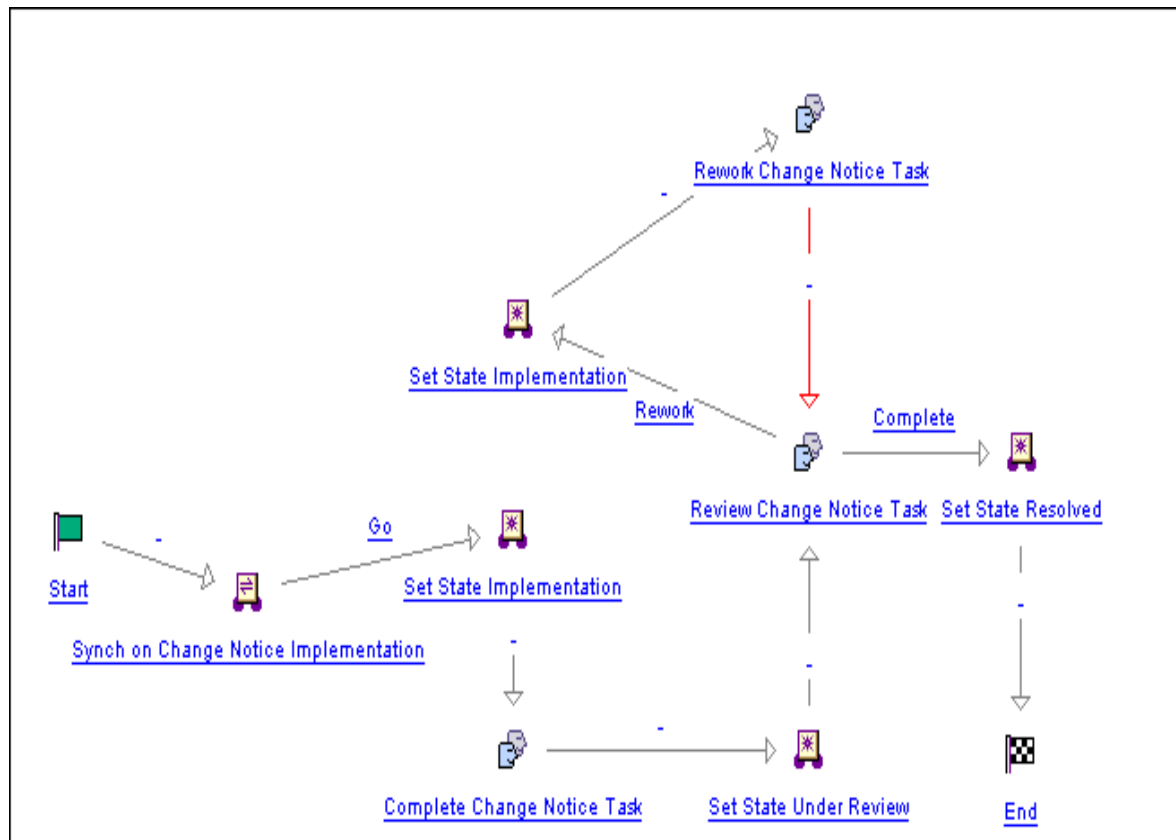 Rework Change Notice Task
-
-
Set State Implementation
Rework
Complete
Review Change Notice Task
Set State Resolved
Start
-
Go
Synch on Change Notice Implementation
Set State Implementation
-
-
-
-
Complete Change Notice Task
Set State Under Review
End